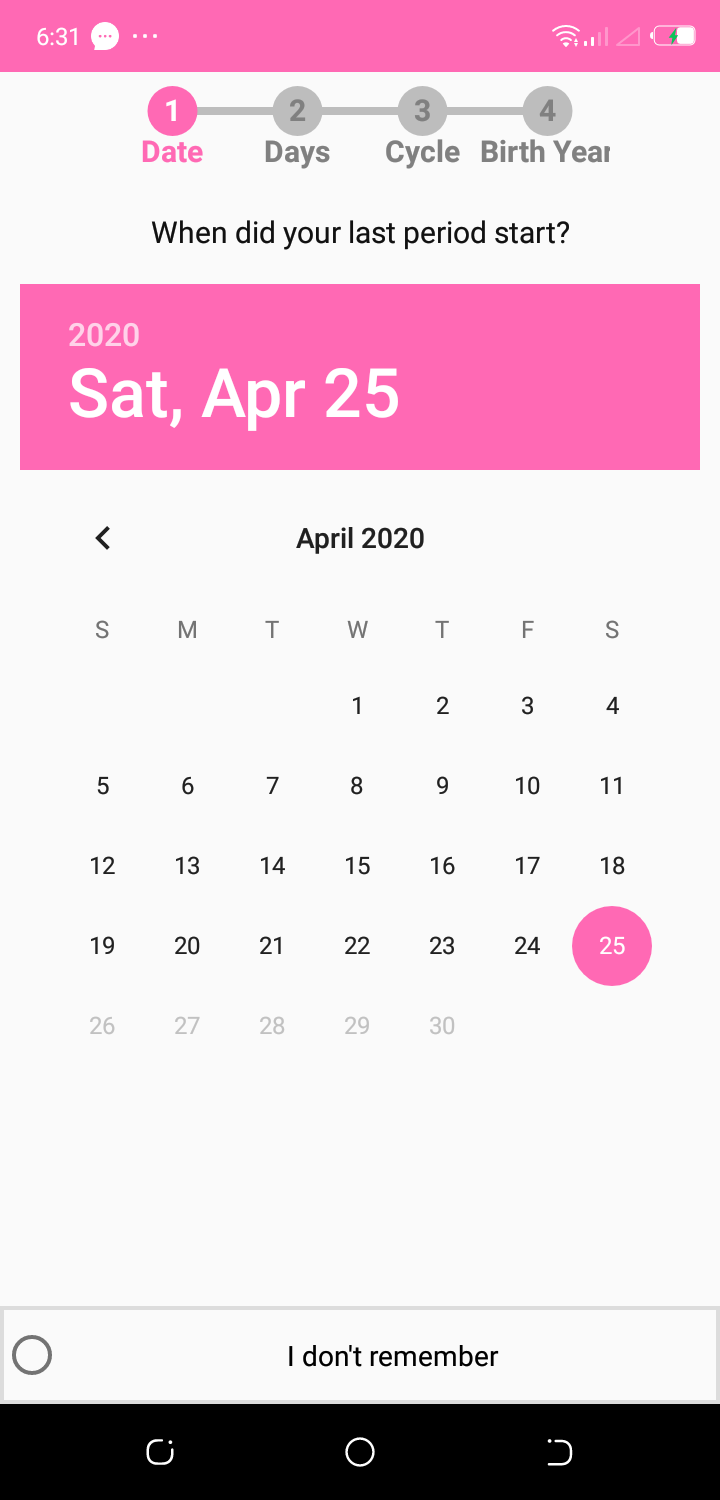 6:31
1 2 3 4
Date Days Cycle Birth Year
When did your last period start?
2020
Sat, Apr 25
April 2020
S M T W T F S
1 2 3 4
5 6 7 8 9 10 11
12 13 14 15 16 17 18
19 20 21 22 23 24 25
26 27 28 29 30
I don't remember